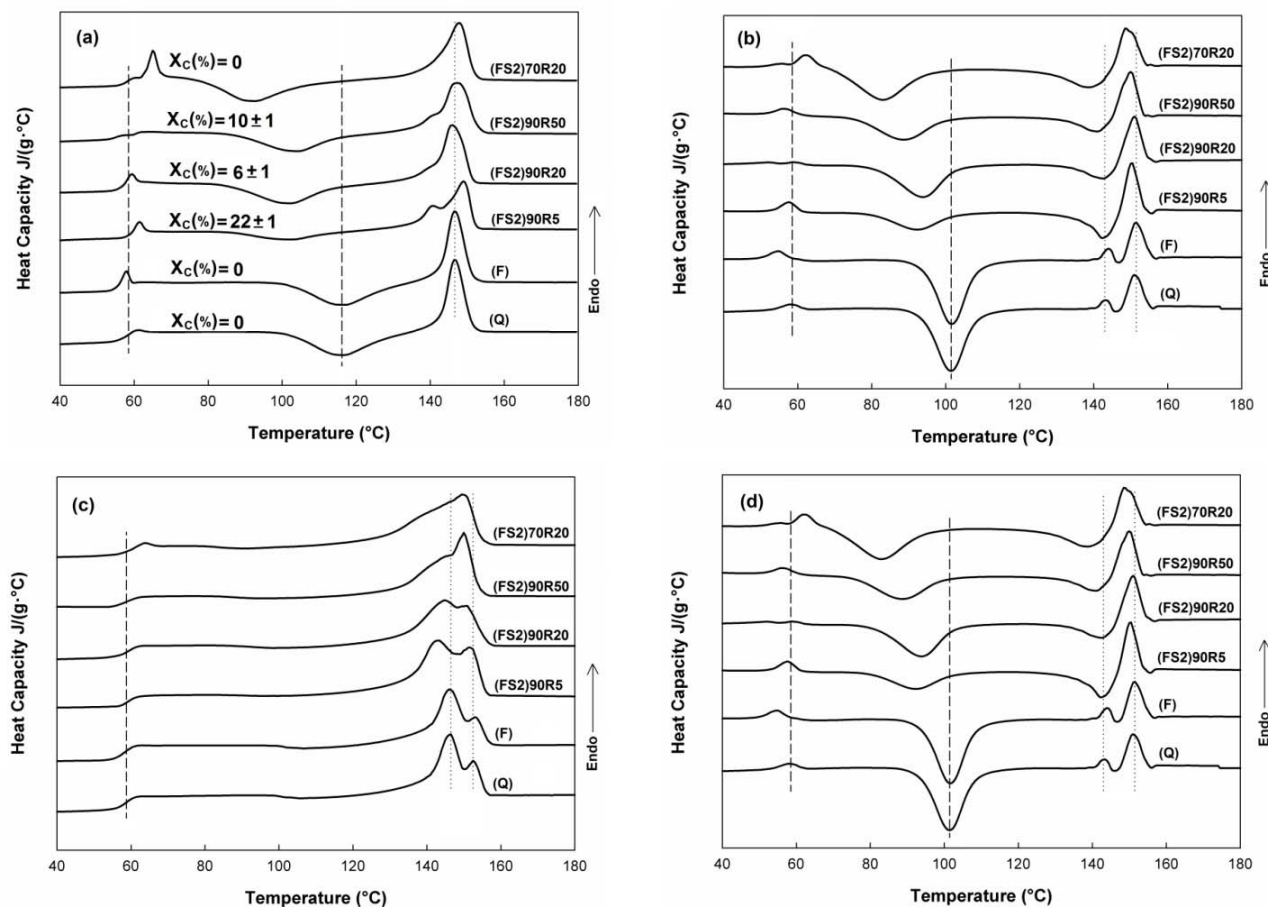 (a)
X_C(%)= 0
(FS2)70R20
X_C(%)= 10±1
(FS2)90R50
X_C(%)= 6±1
(FS2)90R20
X_C(%)= 22±1
(FS2)90R5
X_C(%)= 0
(F)
X_C(%)= 0
(Q)
Heat Capacity J/(g·°C)
Endo
40 60 80 100 120 140 160 180
Temperature (°C)
(b)
(FS2)70R20
(FS2)90R50
(FS2)90R20
(FS2)90R5
(F)
(Q)
Heat Capacity J/(g·°C)
Endo
40 60 80 100 120 140 160 180
Temperature (°C)
(c)
(FS2)70R20
(FS2)90R50
(FS2)90R20
(FS2)90R5
(F)
(Q)
Heat Capacity J/(g·°C)
Endo
40 60 80 100 120 140 160 180
Temperature (°C)
(d)
(FS2)70R20
(FS2)90R50
(FS2)90R20
(FS2)90R5
(F)
(Q)
Heat Capacity J/(g·°C)
Endo
40 60 80 100 120 140 160 180
Temperature (°C)